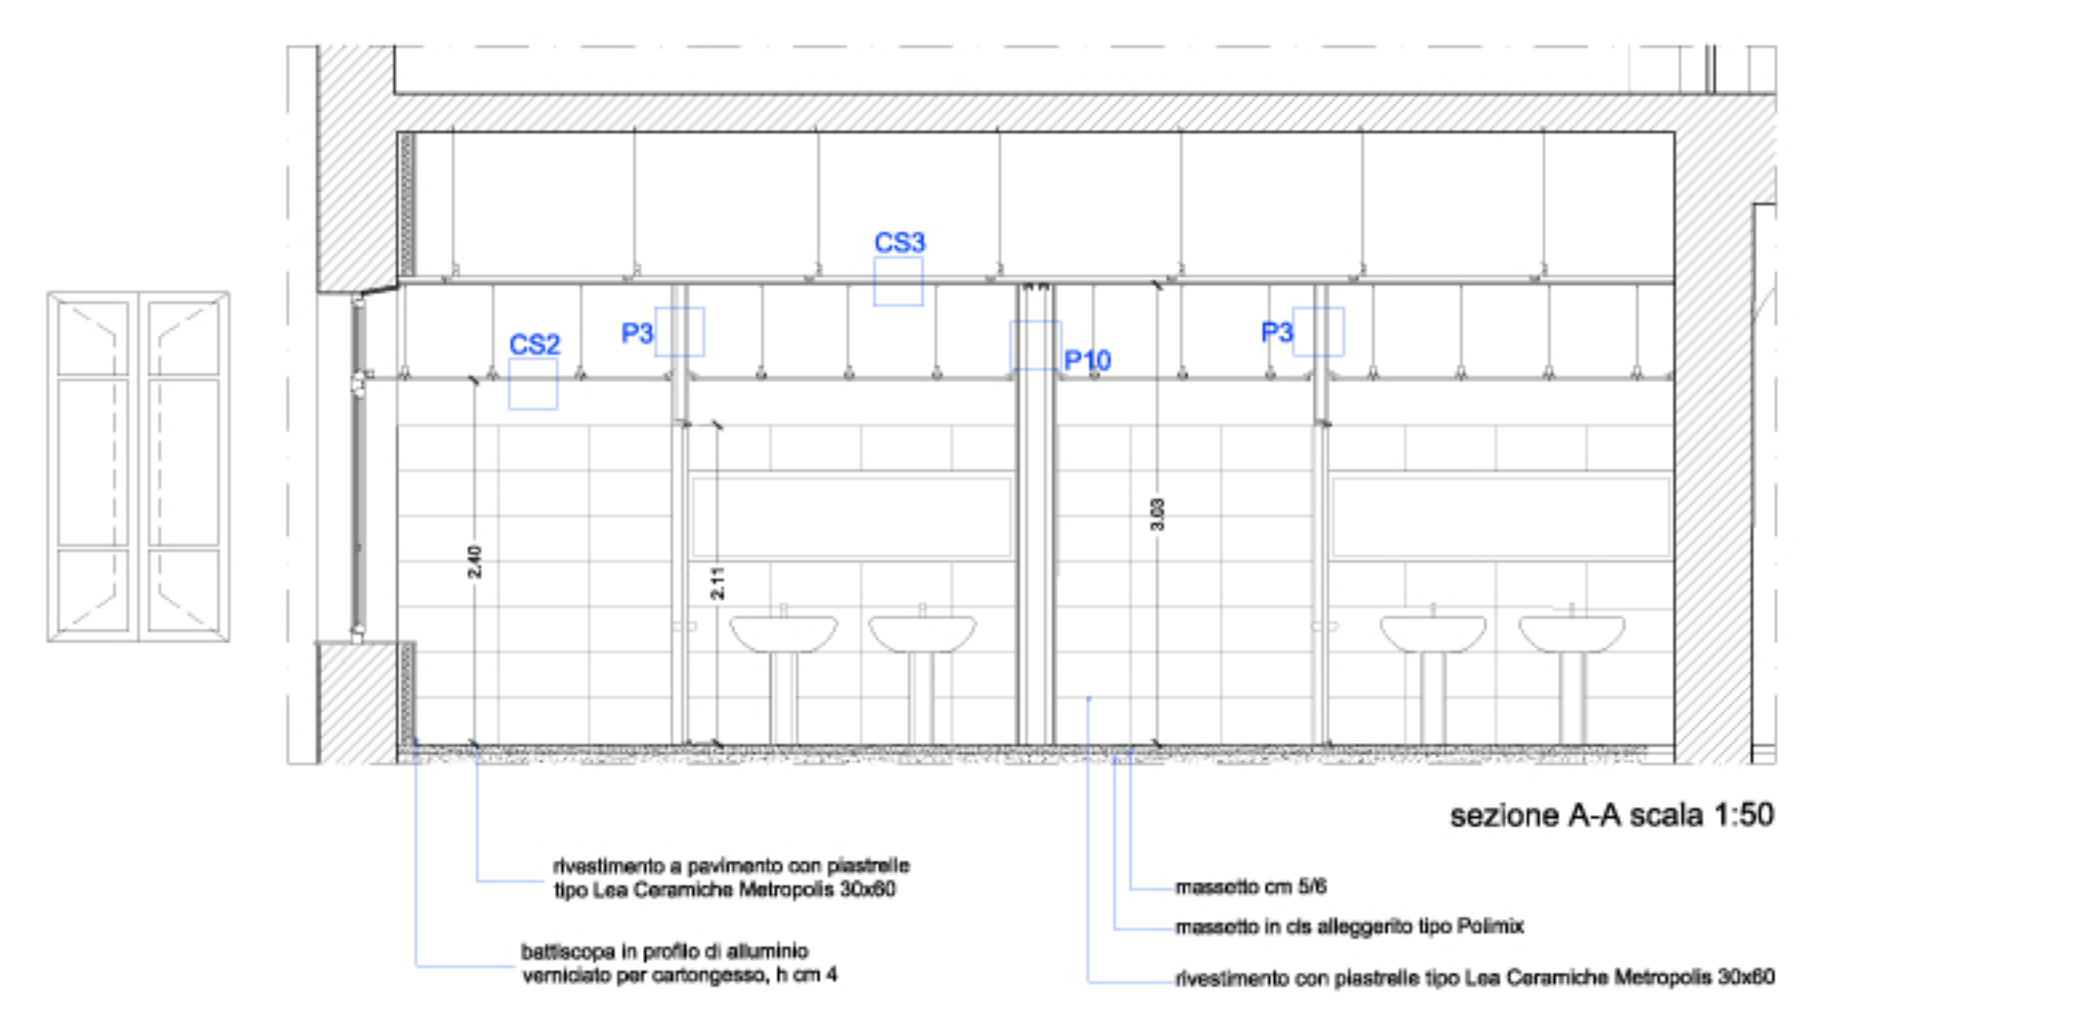 CS3
P3
CS2
P3
P10
2.40
2.11
3.03
sezione A-A scala 1:50
rivestimento a pavimento con piastrelle
tipo Lea Ceramiche Metropolis 30x60
battiscopa in profilo di alluminio
verniciato per cartongesso, h cm 4
massetto cm 5/6
massetto in cls alleggerito tipo Polimix
rivestimento con piastrelle tipo Lea Ceramiche Metropolis 30x60